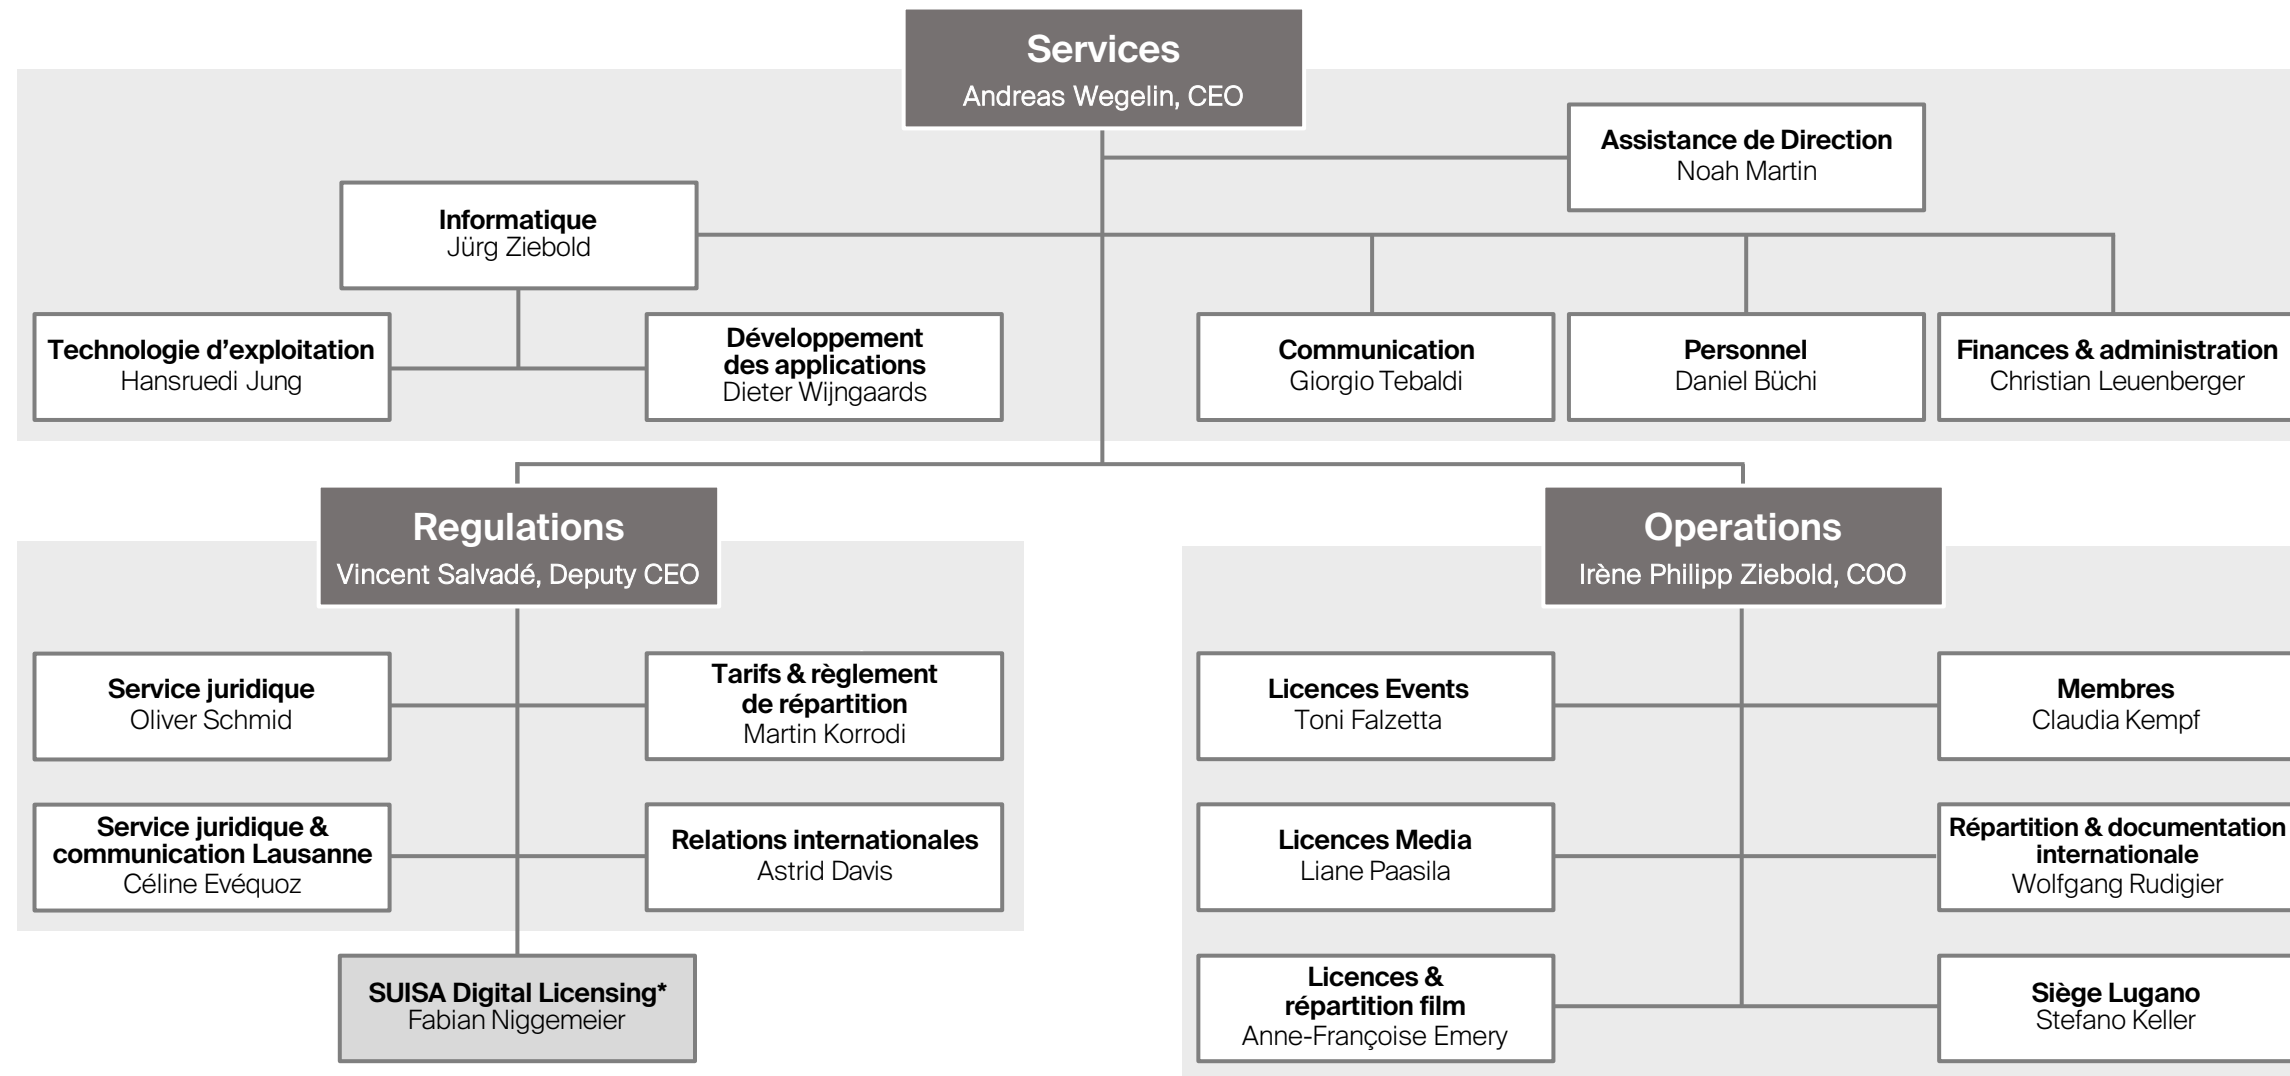 Services
Andreas Wegelin, CEO
Assistance de Direction
Noah Martin
Informatique
Jürg Ziebold
Technologie d’exploitation
Hansruedi Jung
Développement
des applications
Dieter Wijngaards
Communication
Giorgio Tebaldi
Personnel
Daniel Büchi
Finances & administration
Christian Leuenberger
Regulations
Vincent Salvadé, Deputy CEO
Service juridique
Oliver Schmid
Tarifs & règlement
de répartition
Martin Korrodi
Service juridique &
communication Lausanne
Céline Evéquoz
Relations internationales
Astrid Davis
SUISA Digital Licensing*
Fabian Niggemeier
Operations
Irène Philipp Ziebold, COO
Licences Events
Toni Falzetta
Membres
Claudia Kempf
Licences Media
Liane Paasila
Répartition & documentation
internationale
Wolfgang Rudigier
Licences &
répartition film
Anne-Françoise Emery
Siège Lugano
Stefano Keller